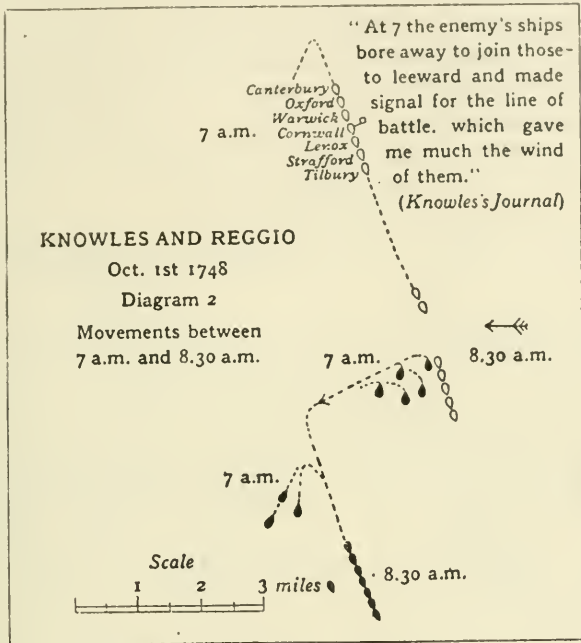 "At 7 the enemy's ships
bore away to join those-
to leeward and made
signal for the line of
battle. which gave
me much the wind
of them."
(Knowles's Journal)
Canterbury
Oxford
Warwick
7 a.m.
Cornwall
Lenox
Strafford
Tilbury
KNOWLES AND REGGIO
Oct. 1st 1748
Diagram 2
Movements between
7 a.m. and 8.30 a.m.
7 a.m.
8.30 a.m.
7 a.m.
8.30 a.m.
Scale
1 2 3 miles